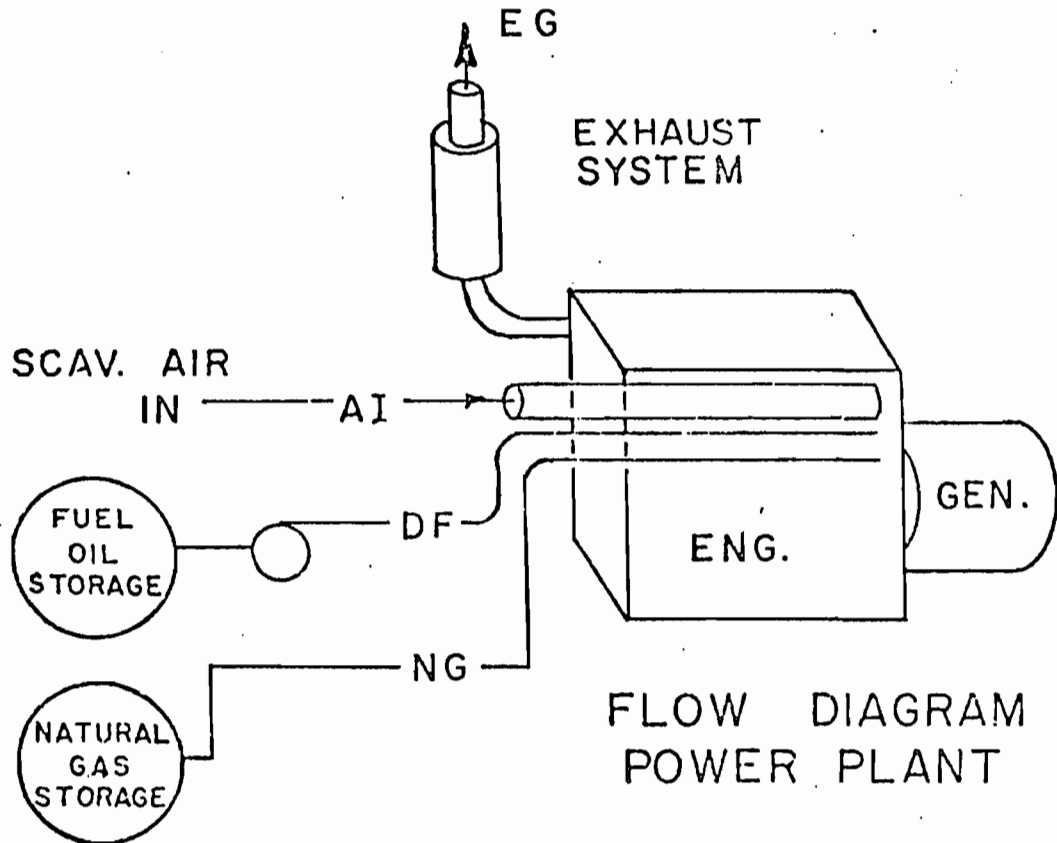 EG
EXHAUST
SYSTEM
SCAV. AIR
IN
AI
FUEL
OIL
STORAGE
DF
GEN.
ENG.
NG
NATURAL
GAS
STORAGE
FLOW DIAGRAM
POWER PLANT